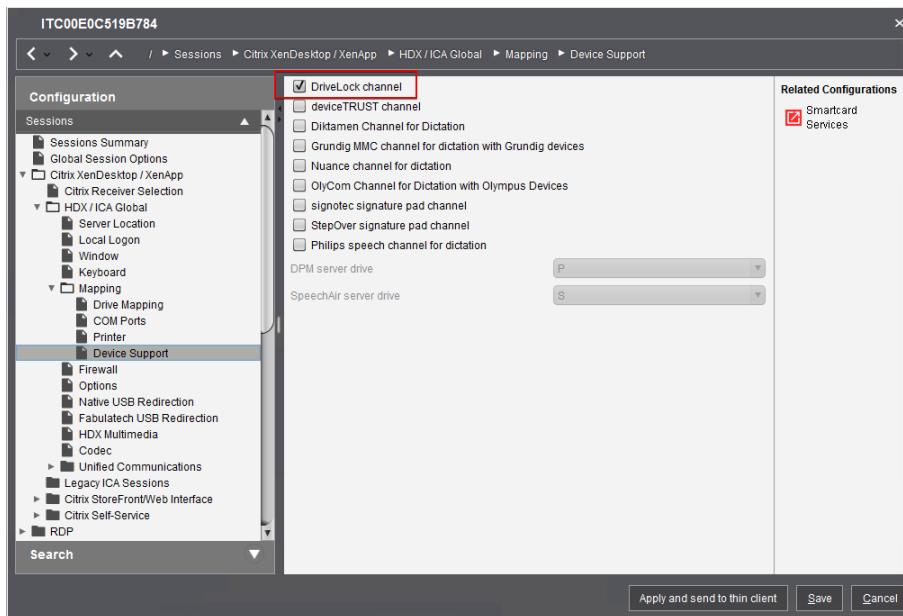 ITC00E0C519B784
/ Sessions Citrix XenDesktop / XenApp HDX / ICA Global Mapping Device Support
Configuration
Sessions
Sessions Summary
Global Session Options
Citrix XenDesktop / XenApp
Citrix Receiver Selection
HDX / ICA Global
Server Location
Local Logon
Window
Keyboard
Mapping
Drive Mapping
COM Ports
Printer
Device Support
Firewall
Options
Native USB Redirection
Fabulatech USB Redirection
HDX Multimedia
Codec
Unified Communications
Legacy ICA Sessions
Citrix StoreFront/Web Interface
Citrix Self-Service
RDP
Search
DriveLock channel
deviceTRUST channel
Diktamen Channel for Dictation
Grundig MMC channel for dictation with Grundig devices
Nuance channel for dictation
OlyCom Channel for Dictation with Olympus Devices
signotec signature pad channel
StepOver signature pad channel
Philips speech channel for dictation
DPM server drive P
SpeechAir server drive S
Related Configurations
Smartcard
Services
Apply and send to thin client Save Cancel